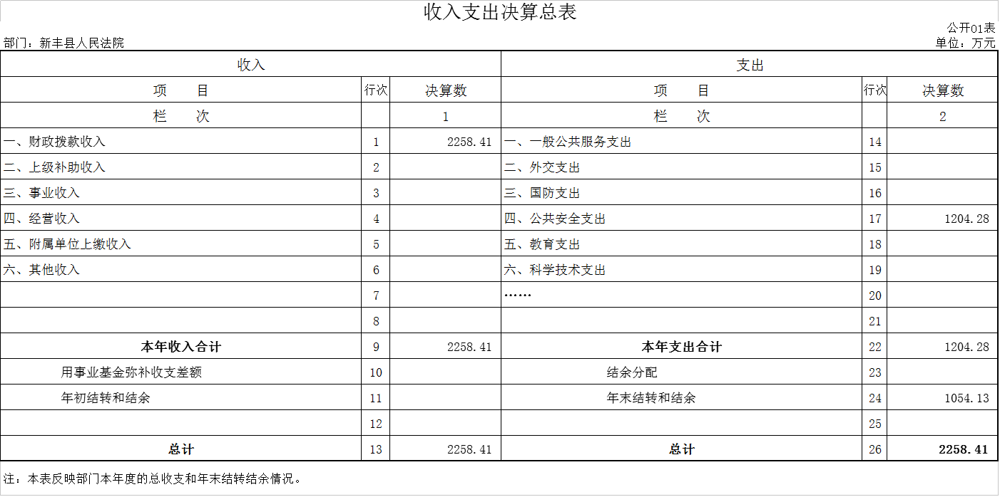 收入支出决算总表
公开01表
部门：新丰县人民法院 单位：万元
收入 支出
项 目 行次 决算数 项 目 行次 决算数
栏 次 1 栏 次 2
一、财政拨款收入 1 2258.41 一、一般公共服务支出 14
二、上级补助收入 2 二、外交支出 15
三、事业收入 3 三、国防支出 16
四、经营收入 4 四、公共安全支出 17 1204.28
五、附属单位上缴收入 5 五、教育支出 18
六、其他收入 6 六、科学技术支出 19
7 …… 20
8 21
本年收入合计 9 2258.41 本年支出合计 22 1204.28
用事业基金弥补收支差额 10 结余分配 23
年初结转和结余 11 年末结转和结余 24 1054.13
12 25
总计 13 2258.41 总计 26 2258.41
注：本表反映部门本年度的总收支和年末结转结余情况。